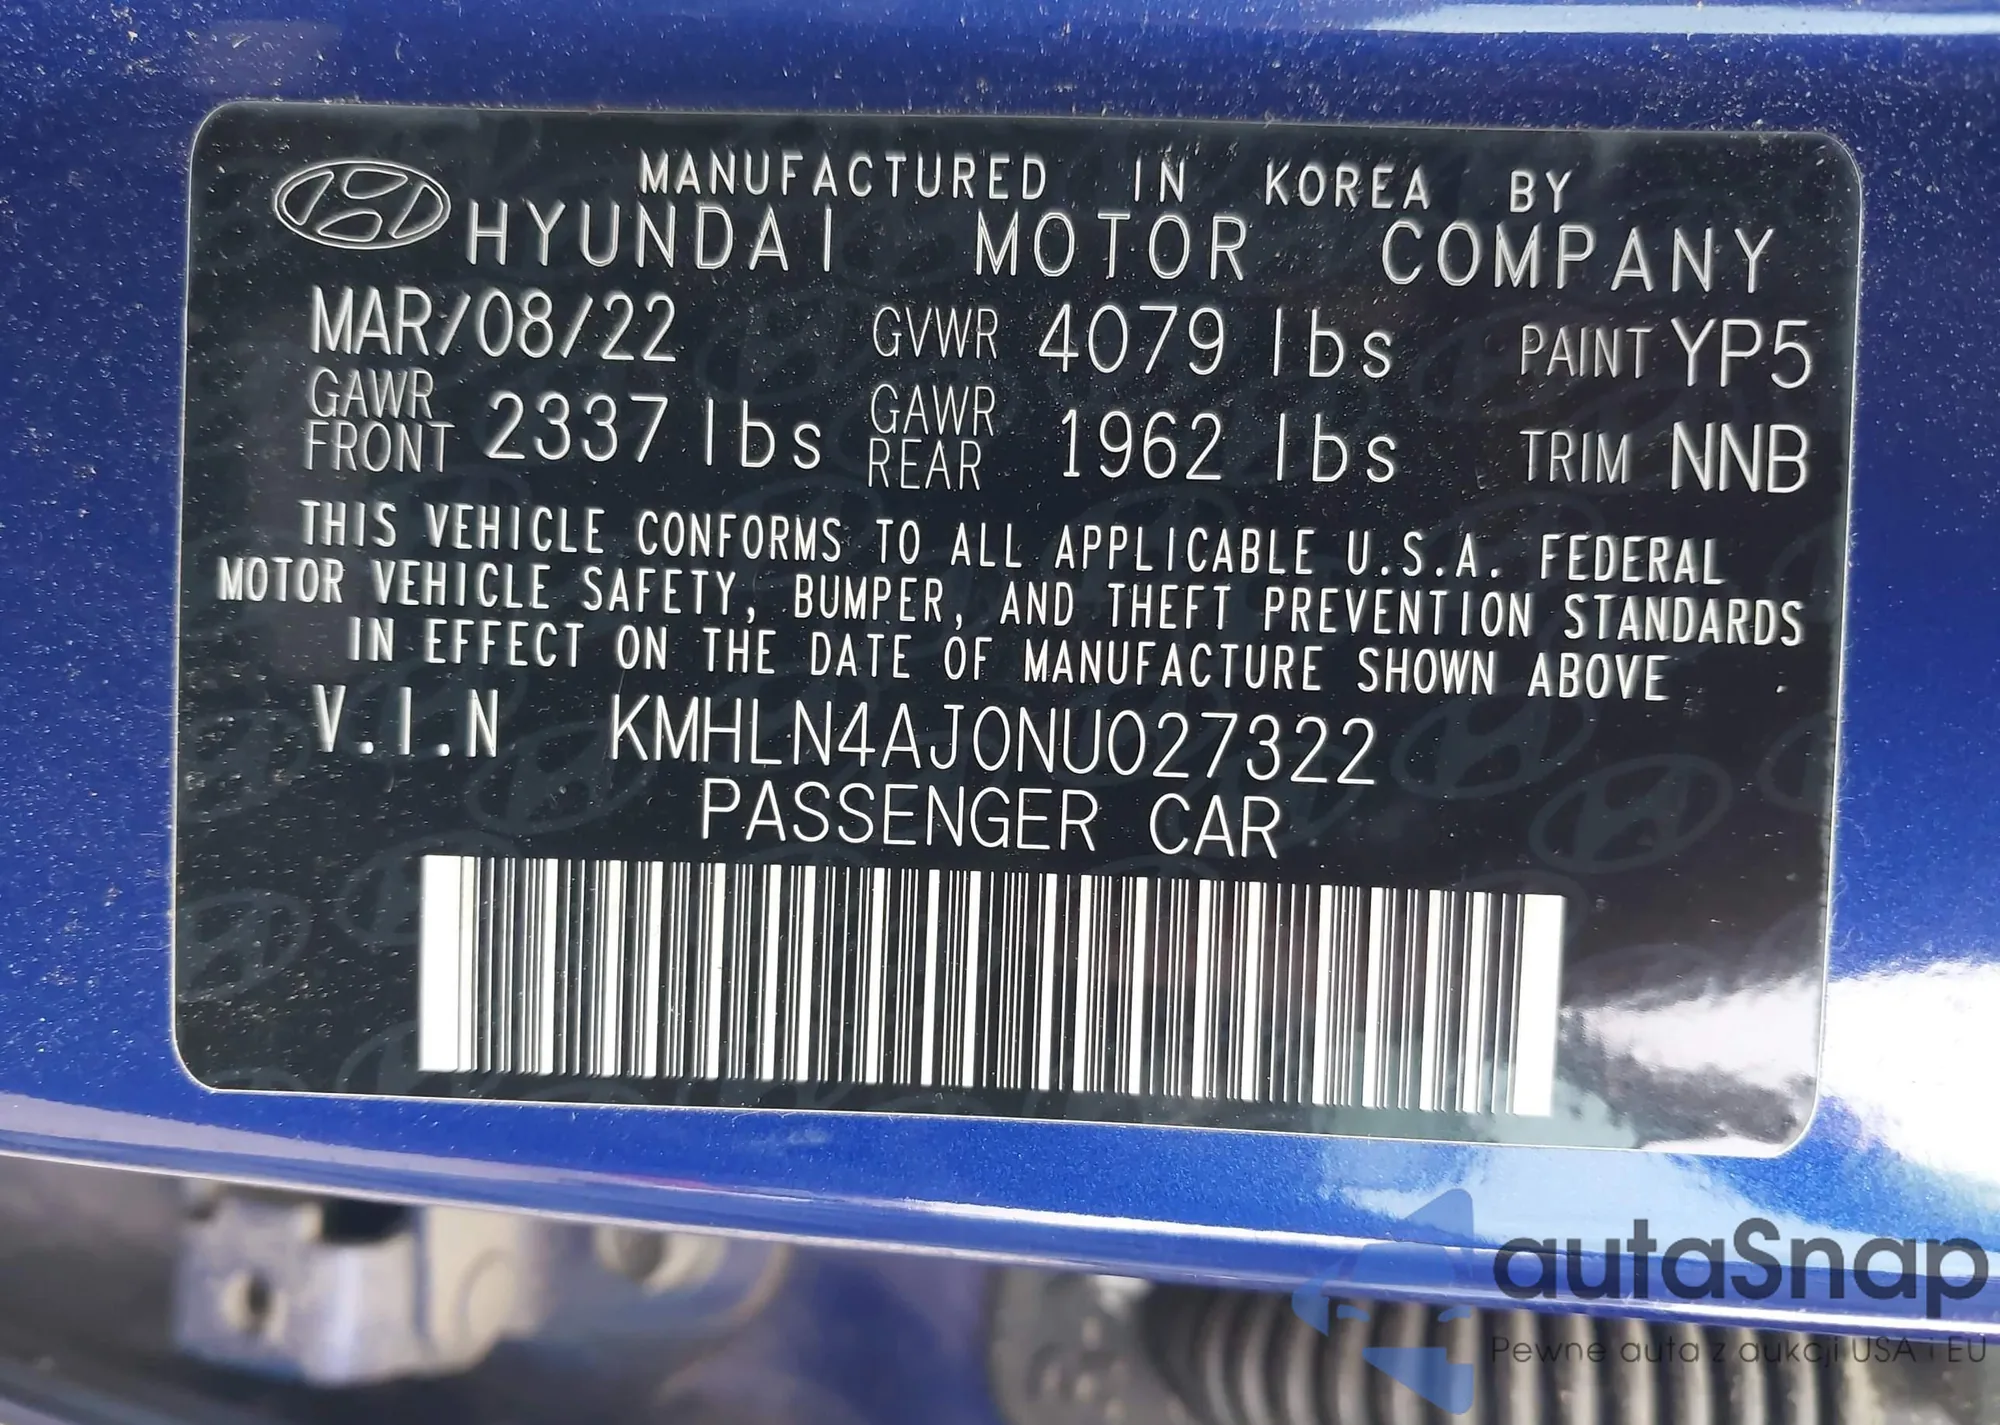 MANUFACTURED IN KOREA BY
HYUNDAI MOTOR COMPANY
MAR/08/22 GVWR 4079 lbs PAINT YP5
GAWR FRONT 2337 lbs GAWR REAR 1962 lbs TRIM NNB
THIS VEHICLE CONFORMS TO ALL APPLICABLE U.S.A. FEDERAL
MOTOR VEHICLE SAFETY, BUMPER, AND THEFT PREVENTION STANDARDS
IN EFFECT ON THE DATE OF MANUFACTURE SHOWN ABOVE
V.I.N KMHLN4AJ0NU027322
PASSENGER CAR
autaSnap
Pewne auta z aukcji USA i EU